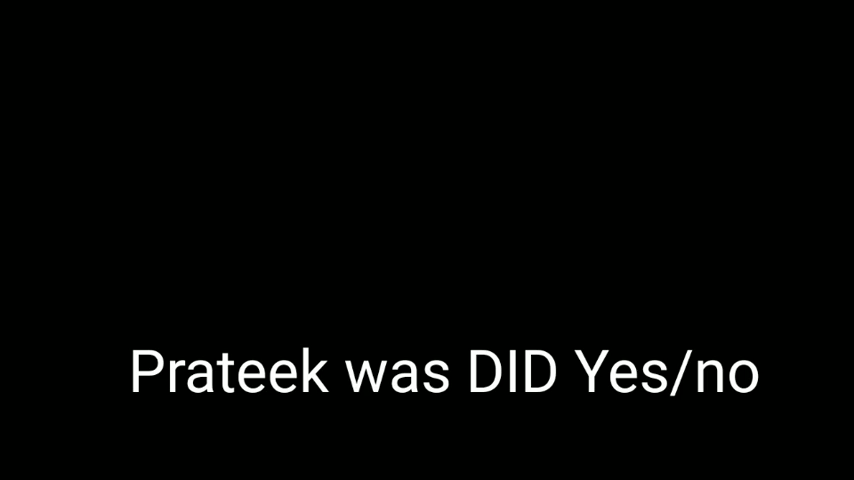 Prateek was DID Yes/no